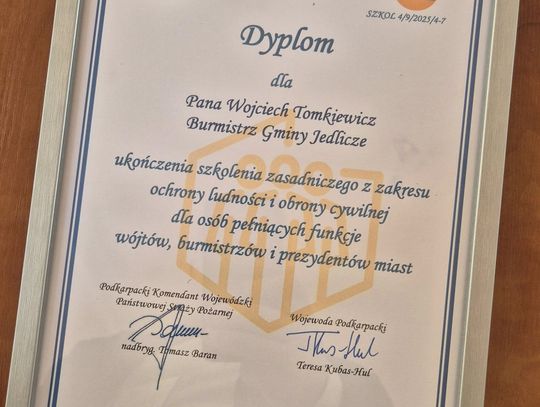 SZKOL 4/9/2025/4-7
Dyplom
dla
Pana Wojciech Tomkiewicz
Burmistrz Gminy Jedlicze
ukończenia szkolenia zasadniczego z zakresu
ochrony ludności i obrony cywilnej
dla osób pełniących funkcje
wójtów, burmistrzów i prezydentów miast
Podkarpacki Komendant Wojewódzki
Państwowej Straży Pożarnej
nadbryg. Tomasz Baran
Wojewoda Podkarpacki
Teresa Kubas-Hul